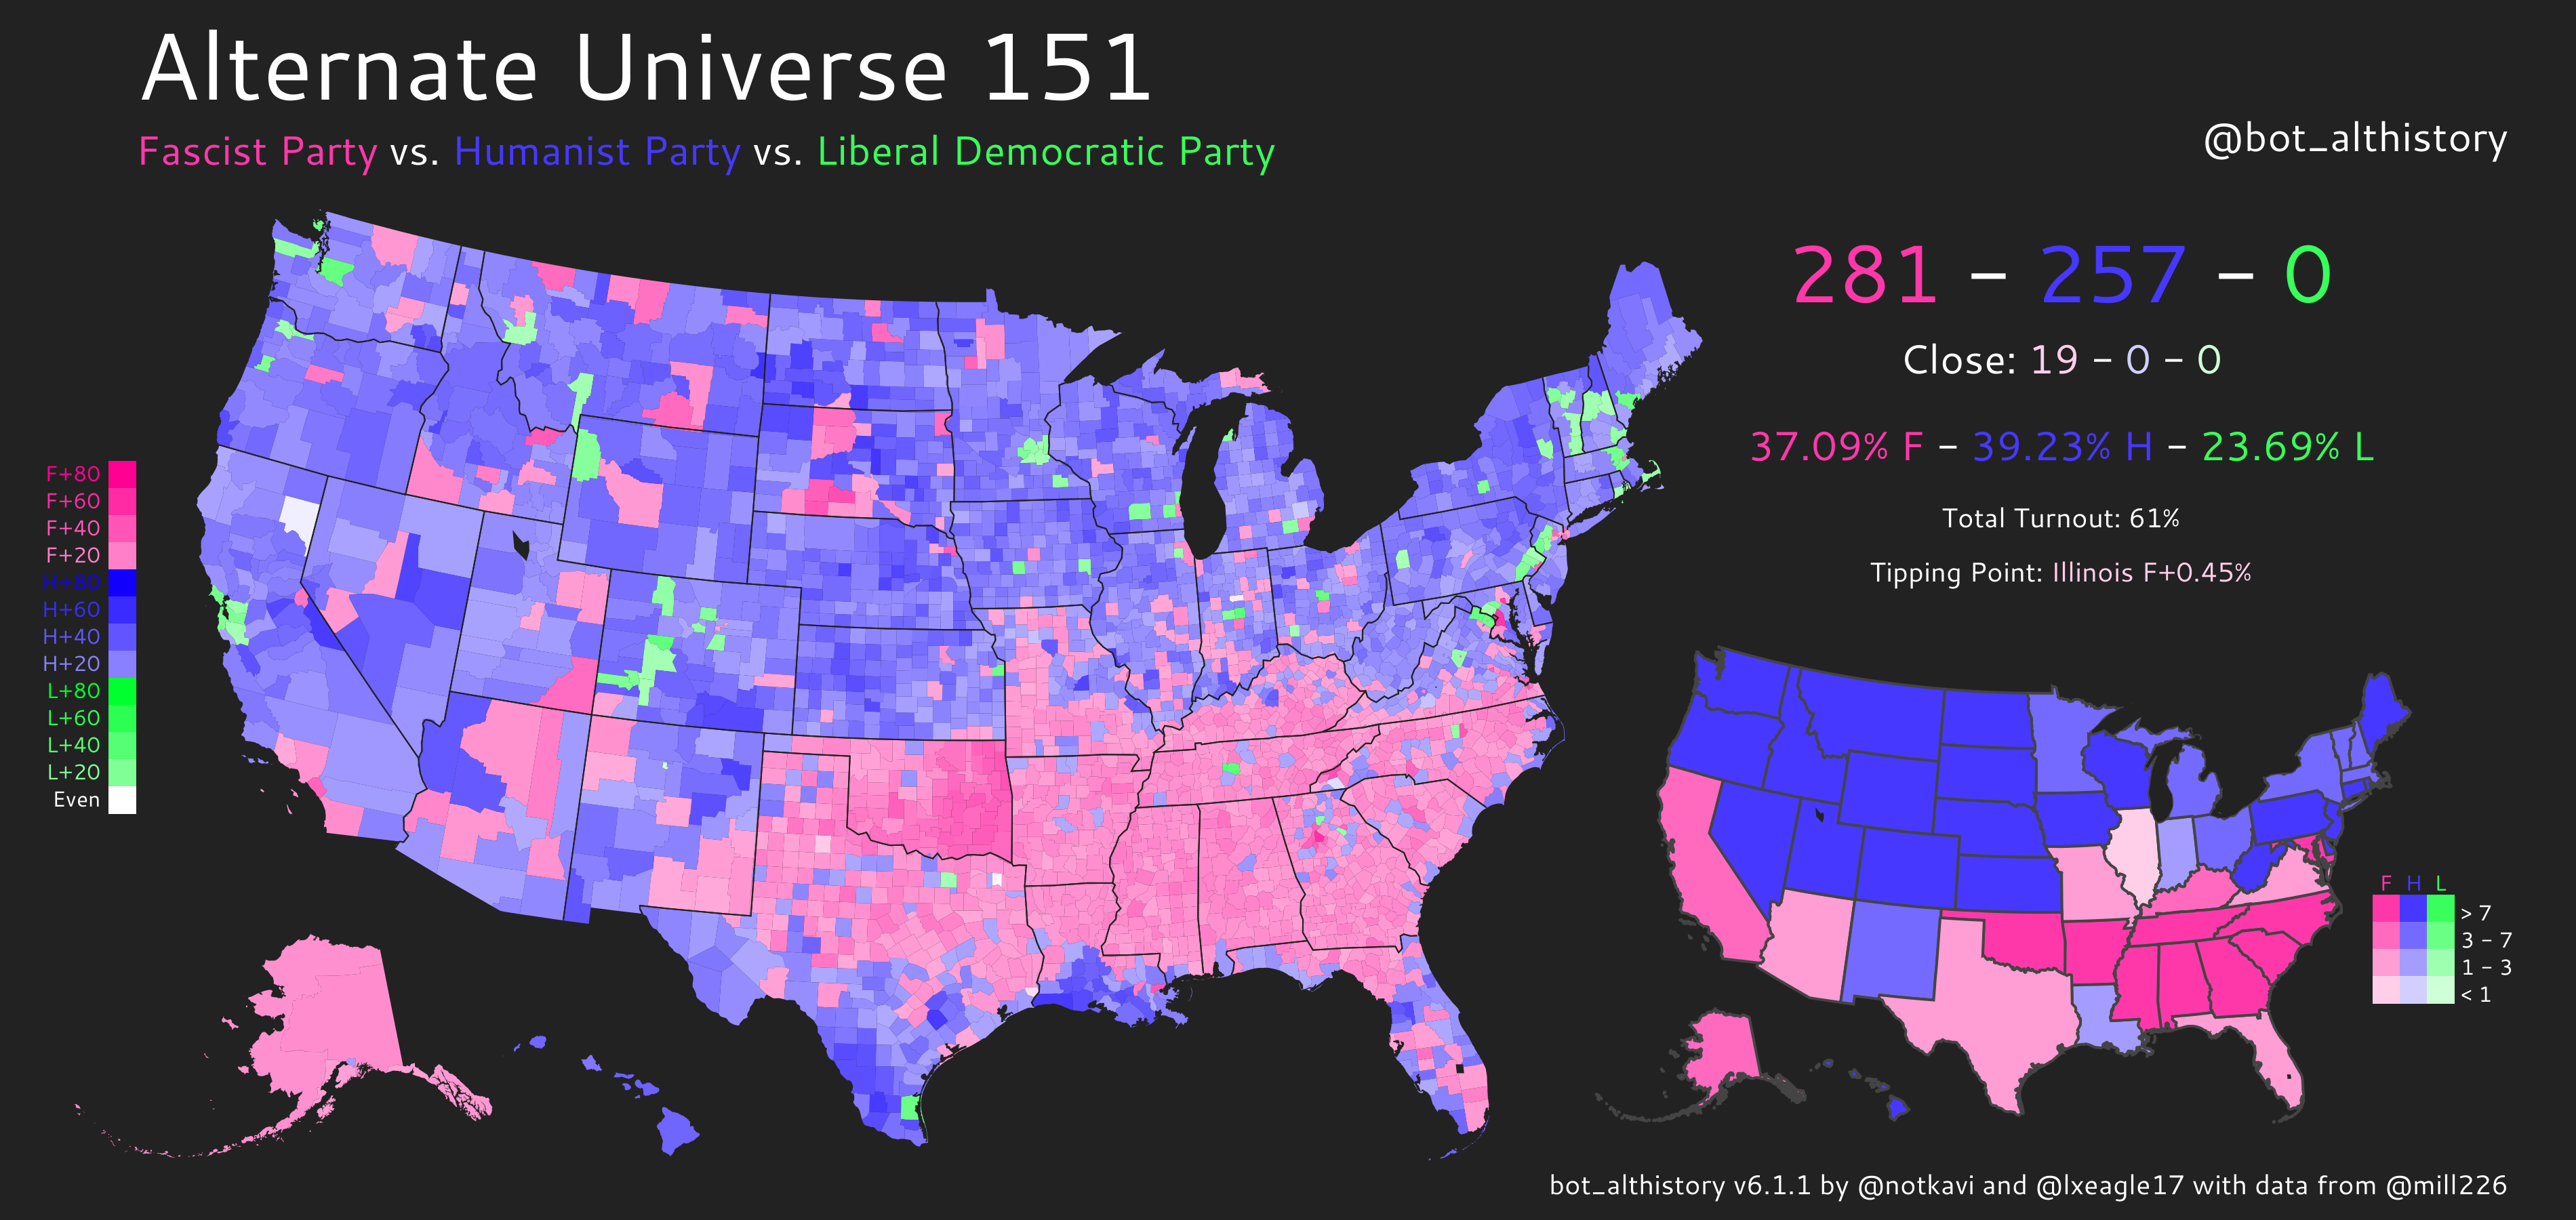 Alternate Universe 151
Fascist Party vs. Humanist Party vs. Liberal Democratic Party
@bot_althistory
281 – 257 – 0
Close: 19 – 0 – 0
37.09% F – 39.23% H – 23.69% L
Total Turnout: 61%
Tipping Point: Illinois F+0.45%
F+80
F+60
F+40
F+20
H+80
H+60
H+40
H+20
L+80
L+60
L+40
L+20
Even
F H L
> 7
3 – 7
1 – 3
< 1
bot_althistory v6.1.1 by @notkavi and @lxeagle17 with data from @mill226